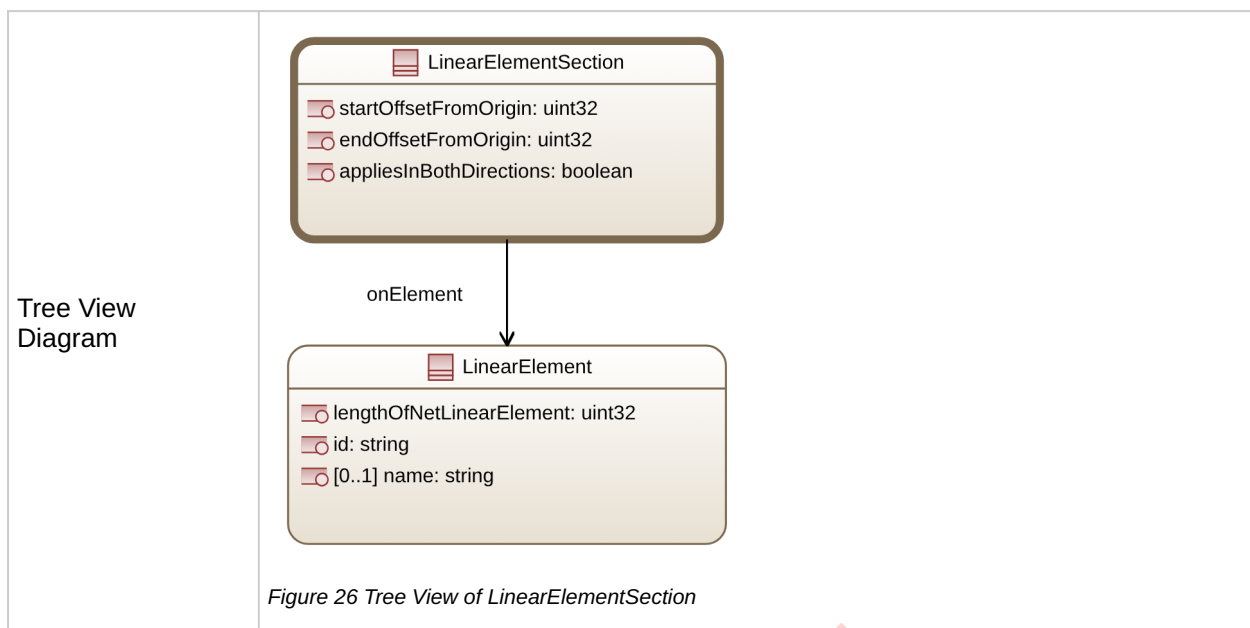 Tree View
Diagram
LinearElementSection
startOffsetFromOrigin: uint32
endOffsetFromOrigin: uint32
appliesInBothDirections: boolean
onElement
LinearElement
lengthOfNetLinearElement: uint32
id: string
[0..1] name: string
Figure 26 Tree View of LinearElementSection